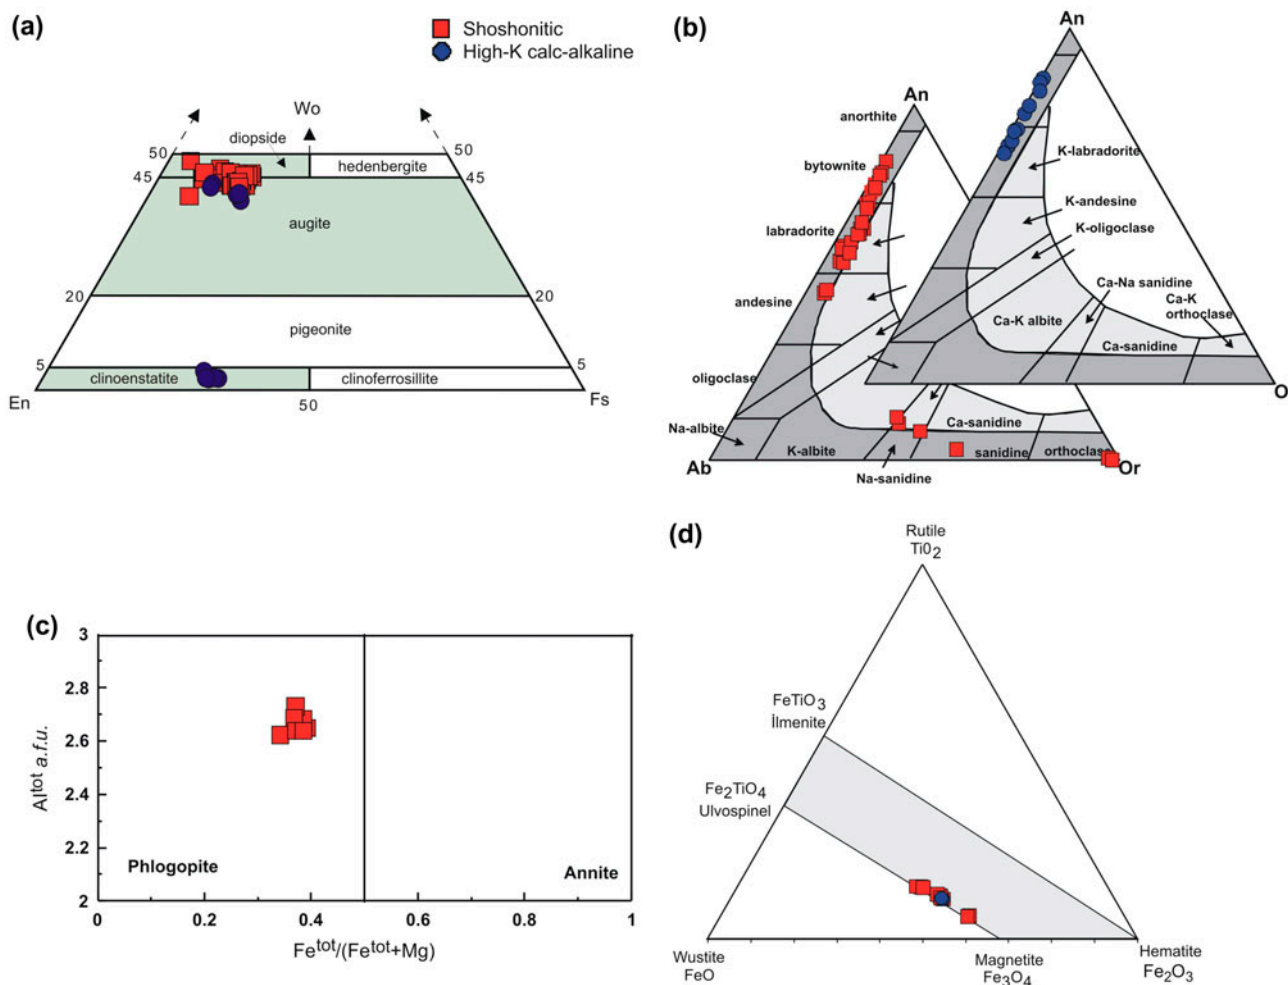 (a)
Shoshonitic
High-K calc-alkaline
Wo
diopside
50
hedenbergite
50
45
45
augite
20
20
pigeonite
5
5
clinoenstatite
clinoferrosillite
En
50
Fs
(b)
An
An
anorthite
bytownite
K-labradorite
K-andesine
labradorite
K-oligoclase
andesine
Ca-Na sanidine
Ca-K
orthoclase
Ca-K albite
Ca-sanidine
oligoclase
O
Na-albite
Ca-sanidine
K-albite
sanidine
orthoclase
Ab
Na-sanidine
Or
(c)
3
2.8
2.6
2.4
2.2
2
Al^tot a.f.u.
Phlogopite
Annite
0
0.2
0.4
0.6
0.8
1
Fe^tot/(Fe^tot+Mg)
(d)
Rutile
Ti0₂
FeTiO₃
İlmenite
Fe₂TiO₄
Ulvospinel
Wustite
FeO
Magnetite
Fe₃O₄
Hematite
Fe₂O₃